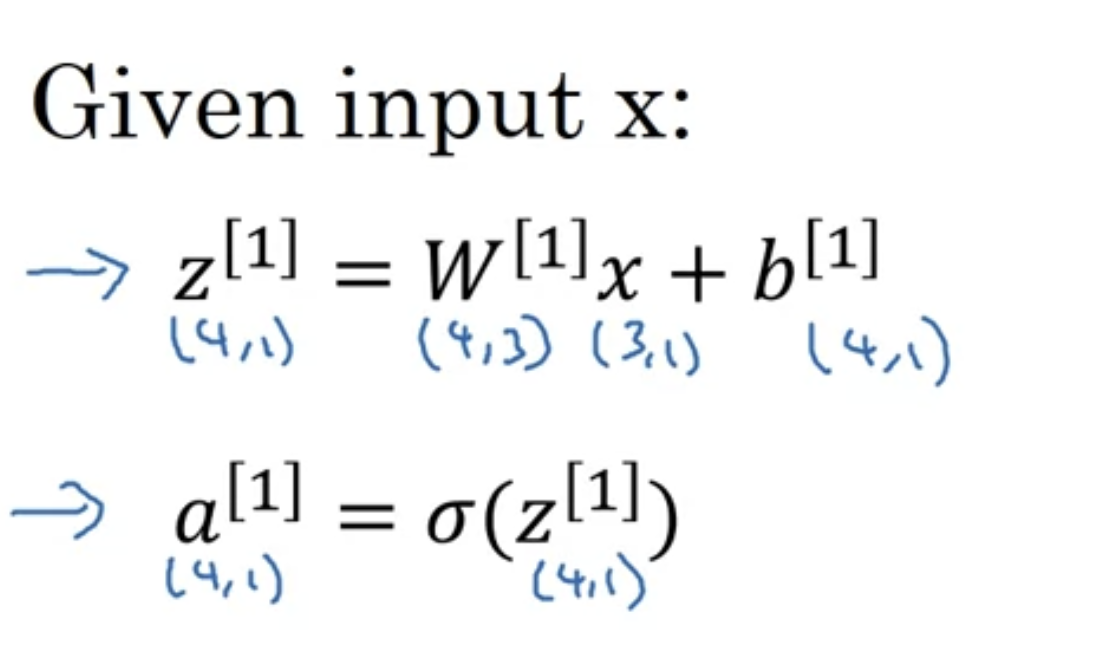 Given input x:
→ z[1] = W[1]x + b[1]
(4,1) (4,3) (3,1) (4,1)
→ a[1] = σ(z[1])
(4,1) (4,1)